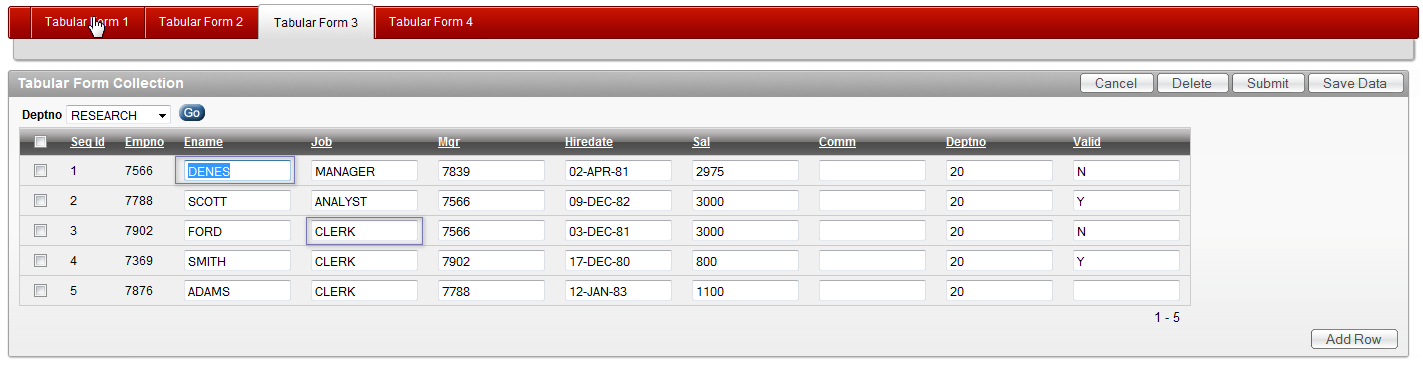 Tabular Form 1 Tabular Form 2 Tabular Form 3 Tabular Form 4
Tabular Form Collection Cancel Delete Submit Save Data
Deptno RESEARCH Go
Seq Id Empno Ename Job Mgr Hiredate Sal Comm Deptno Valid
1 7566 DENES MANAGER 7839 02-APR-81 2975 20 N
2 7788 SCOTT ANALYST 7566 09-DEC-82 3000 20 Y
3 7902 FORD CLERK 7566 03-DEC-81 3000 20 N
4 7369 SMITH CLERK 7902 17-DEC-80 800 20 Y
5 7876 ADAMS CLERK 7788 12-JAN-83 1100 20
1 - 5
Add Row